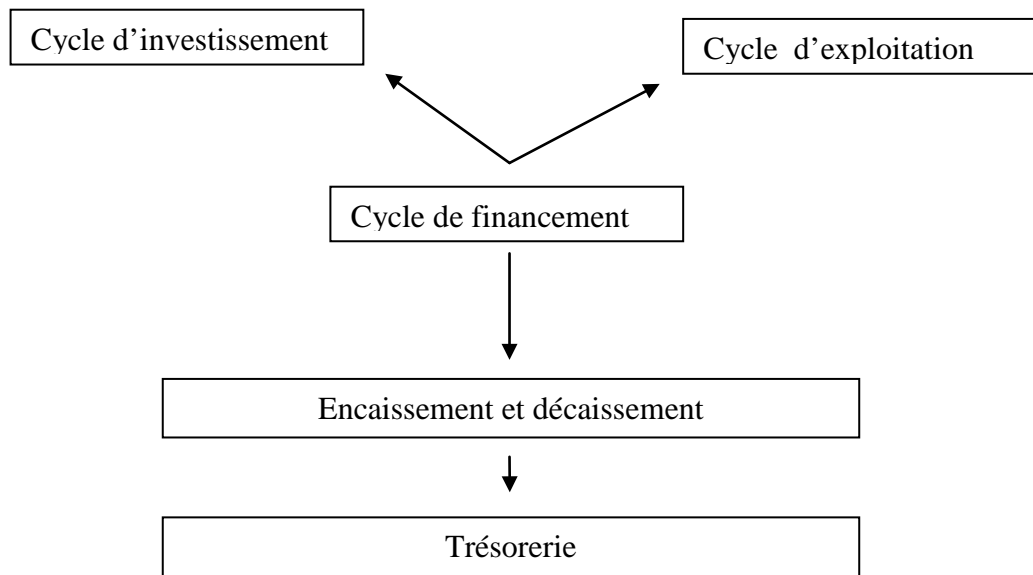 Cycle d'investissement
Cycle d'exploitation
Cycle de financement
Encaissement et décaissement
Trésorerie